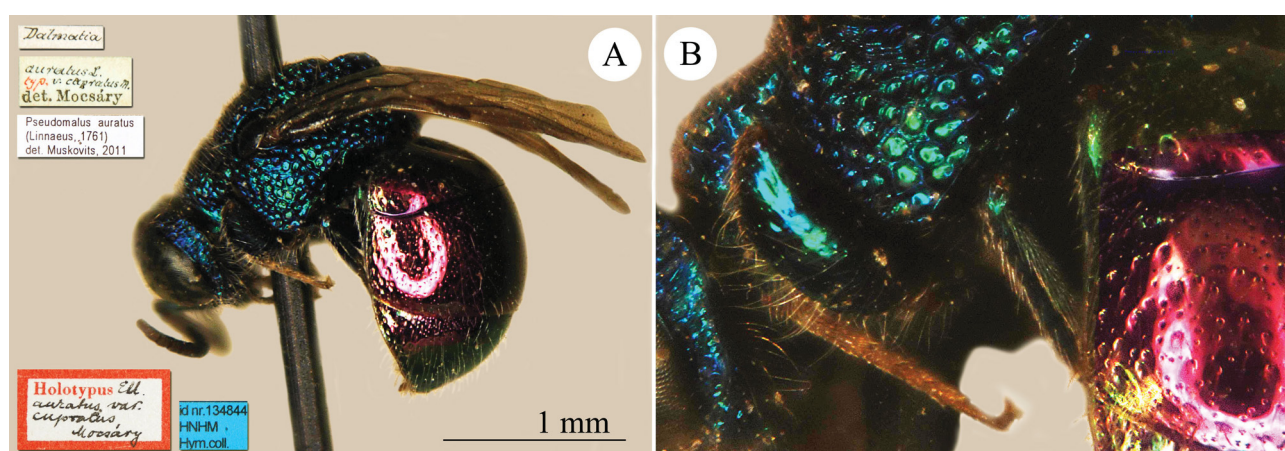 Dalmatia
auratus L.
typ. v. cupratus M.
det. Mocsáry
Pseudomalus auratus
(Linnaeus, 1761)
det. Muskovits, 2011
A
B
Holotypus Ell.
auratus var.
cupratus
Mocsáry
id nr.134844
HNHM
Hym.coll.
1 mm